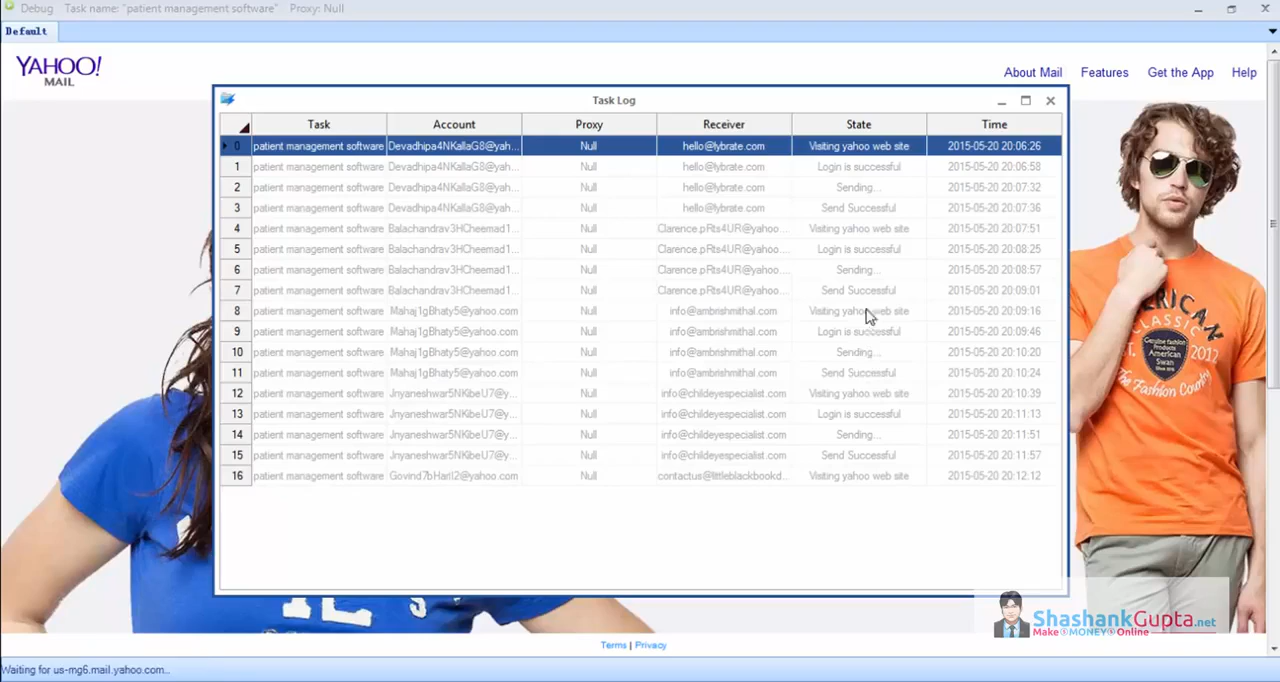 Debug Task name: "patient management software" Proxy: Null
Default
YAHOO!
MAIL
About Mail Features Get the App Help
Task Log
Task Account Proxy Receiver State Time
0 patient management software Devadhipa4NKallaG8@yah... Null hello@lybrate.com Visiting yahoo web site 2015-05-20 20:06:26
1 patient management software Devadhipa4NKallaG8@yah... Null hello@lybrate.com Login is successful 2015-05-20 20:06:58
2 patient management software Devadhipa4NKallaG8@yah... Null hello@lybrate.com Sending... 2015-05-20 20:07:32
3 patient management software Devadhipa4NKallaG8@yah... Null hello@lybrate.com Send Successful 2015-05-20 20:07:36
4 patient management software Balachandrav3HCheemad1... Null Clarence.pRts4UR@yahoo... Visiting yahoo web site 2015-05-20 20:07:51
5 patient management software Balachandrav3HCheemad1... Null Clarence.pRts4UR@yahoo... Login is successful 2015-05-20 20:08:25
6 patient management software Balachandrav3HCheemad1... Null Clarence.pRts4UR@yahoo... Sending... 2015-05-20 20:08:57
7 patient management software Balachandrav3HCheemad1... Null Clarence.pRts4UR@yahoo... Send Successful 2015-05-20 20:09:01
8 patient management software Mahaj1gBhaty5@yahoo.com Null info@ambrishmithal.com Visiting yahoo web site 2015-05-20 20:09:16
9 patient management software Mahaj1gBhaty5@yahoo.com Null info@ambrishmithal.com Login is successful 2015-05-20 20:09:46
10 patient management software Mahaj1gBhaty5@yahoo.com Null info@ambrishmithal.com Sending... 2015-05-20 20:10:20
11 patient management software Mahaj1gBhaty5@yahoo.com Null info@ambrishmithal.com Send Successful 2015-05-20 20:10:24
12 patient management software Jnyaneshwar5NKibeU7@y... Null info@childeyespecialist.com Visiting yahoo web site 2015-05-20 20:10:39
13 patient management software Jnyaneshwar5NKibeU7@y... Null info@childeyespecialist.com Login is successful 2015-05-20 20:11:13
14 patient management software Jnyaneshwar5NKibeU7@y... Null info@childeyespecialist.com Sending... 2015-05-20 20:11:51
15 patient management software Jnyaneshwar5NKibeU7@y... Null info@childeyespecialist.com Send Successful 2015-05-20 20:11:57
16 patient management software Govind7bHarIl2@yahoo.com Null contactus@littleblackbookd... Visiting yahoo web site 2015-05-20 20:12:12
AMERICAN
CLASSIC
EST. 2012
Genuine fashion
Products
American
Swan
The Fashion Country
ShashankGupta.net
Make MONEY Online
Terms | Privacy
Waiting for us-mg6.mail.yahoo.com...